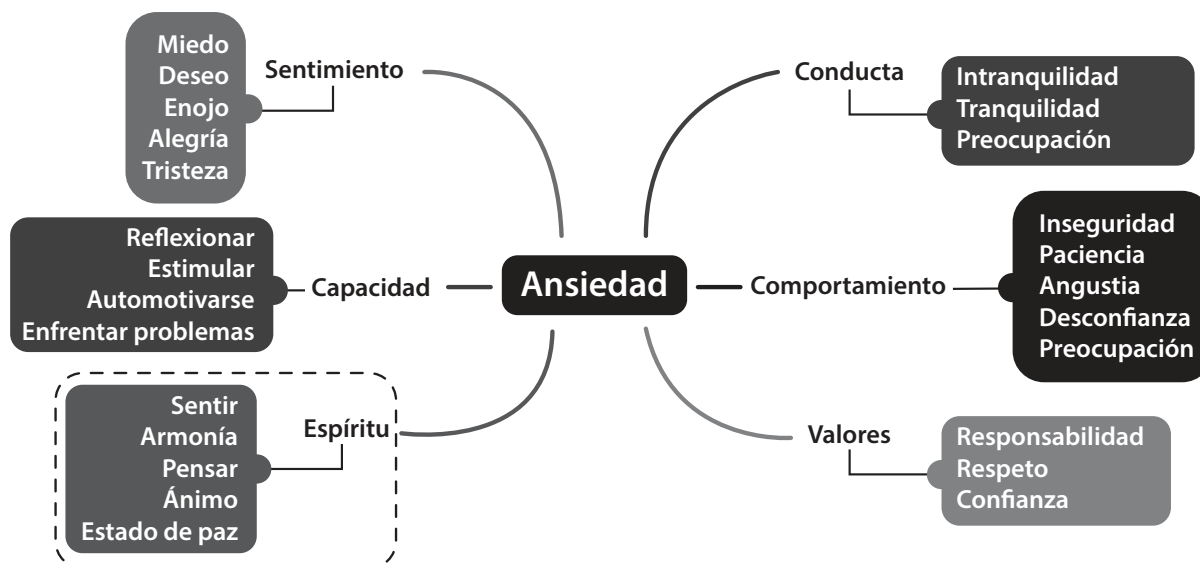 Miedo
Deseo
Enojo
Alegría
Tristeza
Sentimiento
Conducta
Intranquilidad
Tranquilidad
Preocupación
Reflexionar
Estimular
Automotivarse
Enfrentar problemas
Capacidad
Ansiedad
Comportamiento
Inseguridad
Paciencia
Angustia
Desconfianza
Preocupación
Sentir
Armonía
Pensar
Ánimo
Estado de paz
Espíritu
Valores
Responsabilidad
Respeto
Confianza